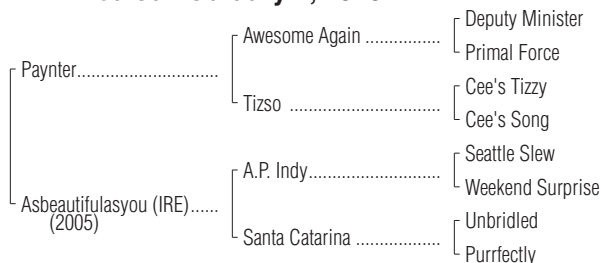 Deputy Minister
Awesome Again ................
Primal Force
Paynter.............................
Cee's Tizzy
Tizso ................................
Cee's Song
Seattle Slew
A.P. Indy............................
Weekend Surprise
Asbeautifulasyou (IRE)......
(2005)
Unbridled
Santa Catarina .................
Purrfectly